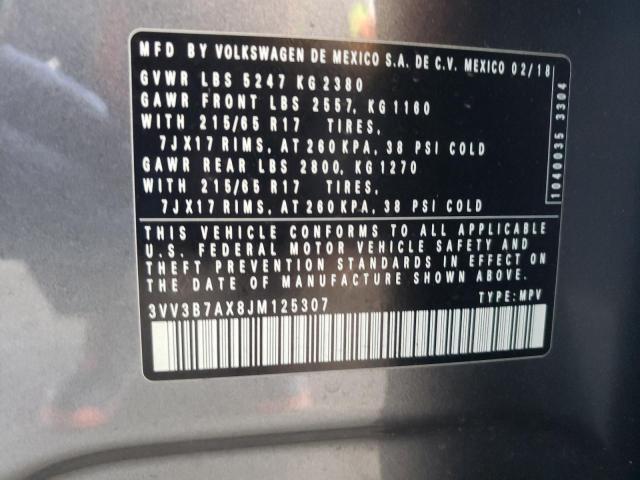 MFD BY VOLKSWAGEN DE MEXICO S.A. DE C.V. MEXICO 02/18
GVWR LBS 5247 KG 2380
GAWR FRONT LBS 2557, KG 1160
WITH 215/65 R17 TIRES,
7JX17 RIMS, AT 260 KPA, 38 PSI COLD
GAWR REAR LBS 2800, KG 1270
WITH 215/65 R17 TIRES,
7JX17 RIMS, AT 260 KPA, 38 PSI COLD
1040035 3304
THIS VEHICLE CONFORMS TO ALL APPLICABLE
U.S. FEDERAL MOTOR VEHICLE SAFETY AND
THEFT PREVENTION STANDARDS IN EFFECT ON
THE DATE OF MANUFACTURE SHOWN ABOVE.
3VV3B7AX8JM125307 TYPE: MPV